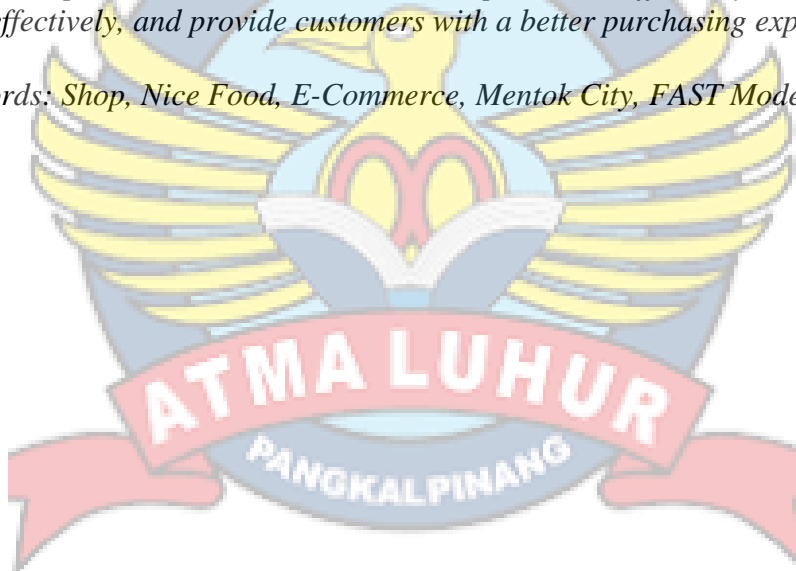 effectively, and provide customers with a better purchasing exp
rds: Shop, Nice Food, E-Commerce, Mentok City, FAST Mode
ATMA LUHUR
PANGKALPINANG